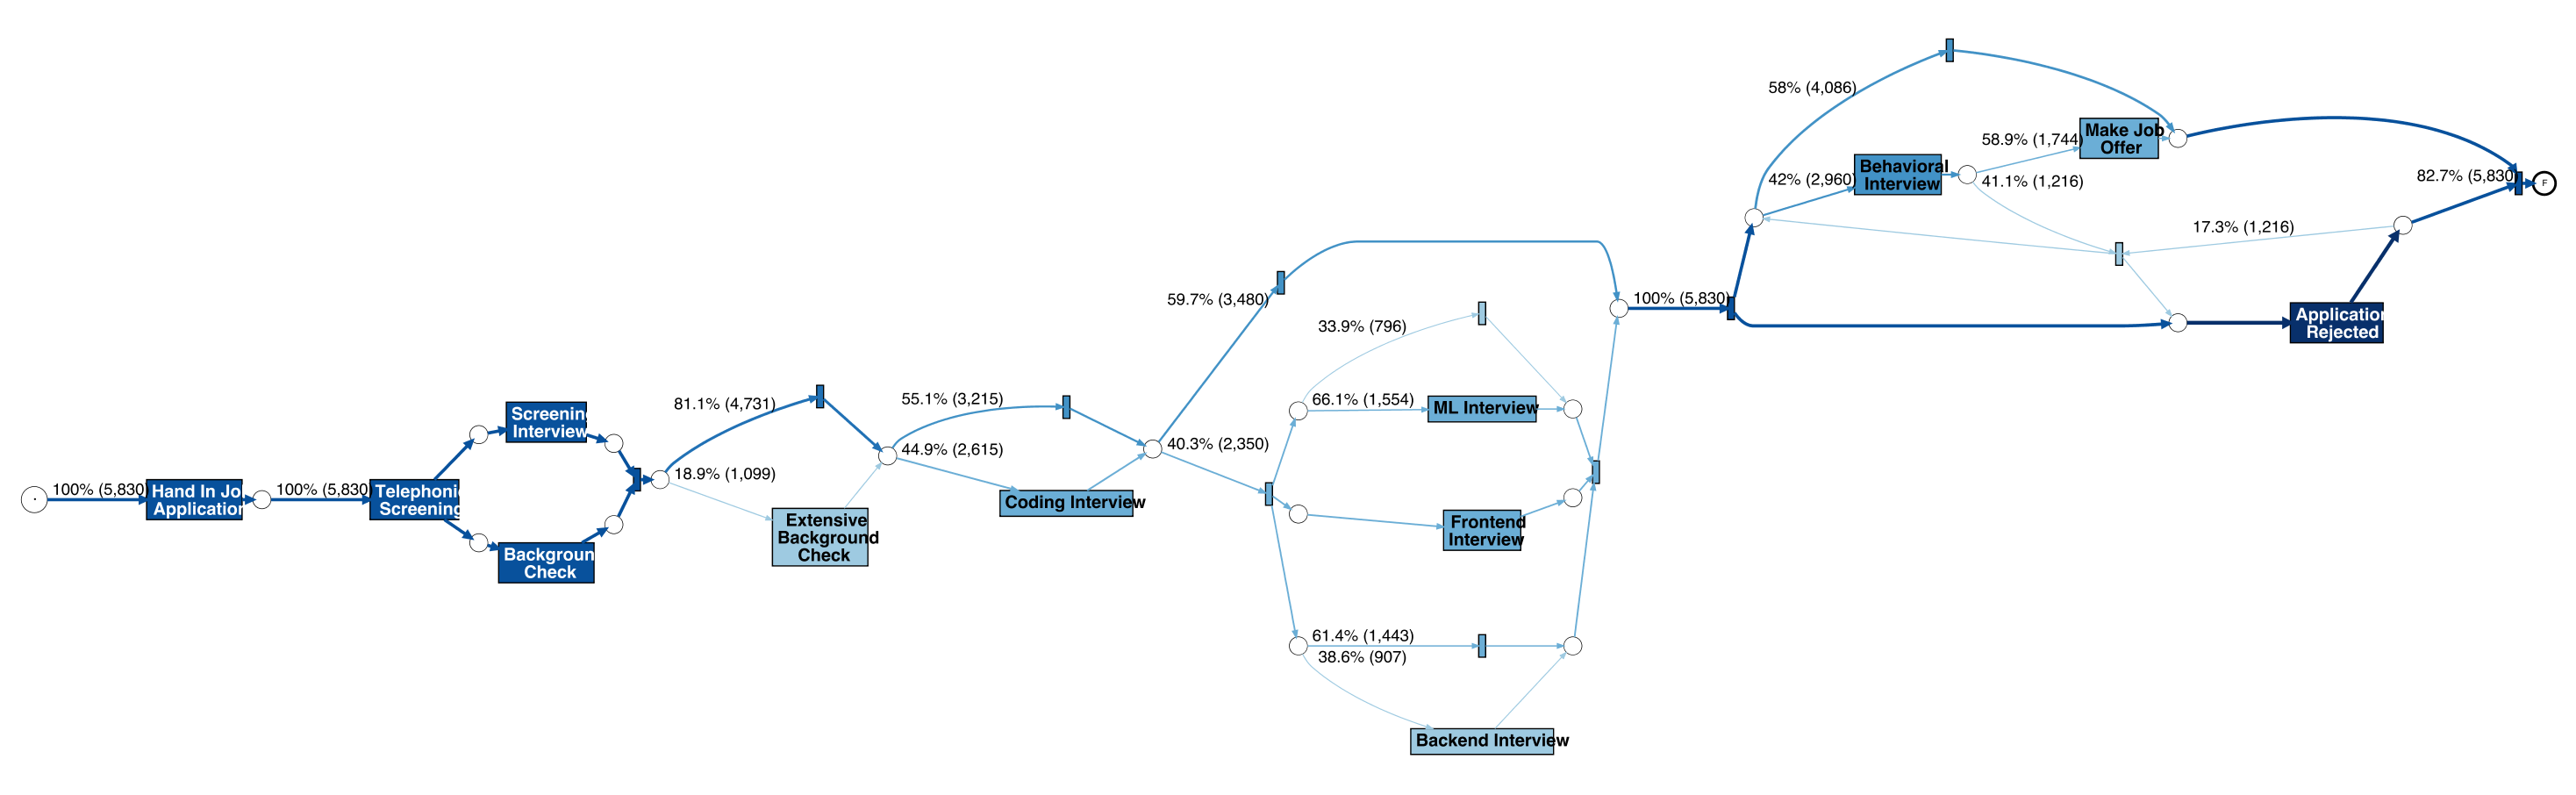 100% (5,830)
Hand In Jo
Application
100% (5,830)
Telephoni
Screening
Screenin
Interview
Backgroun
Check
81.1% (4,731)
18.9% (1,099)
Extensive
Background
Check
55.1% (3,215)
44.9% (2,615)
Coding Interview
59.7% (3,480)
40.3% (2,350)
33.9% (796)
66.1% (1,554)
ML Interview
Frontend
Interview
61.4% (1,443)
38.6% (907)
Backend Interview
100% (5,830)
58% (4,086)
42% (2,960)
Behavioral
Interview
58.9% (1,744)
41.1% (1,216)
Make Job
Offer
17.3% (1,216)
Application
Rejected
82.7% (5,830)
F